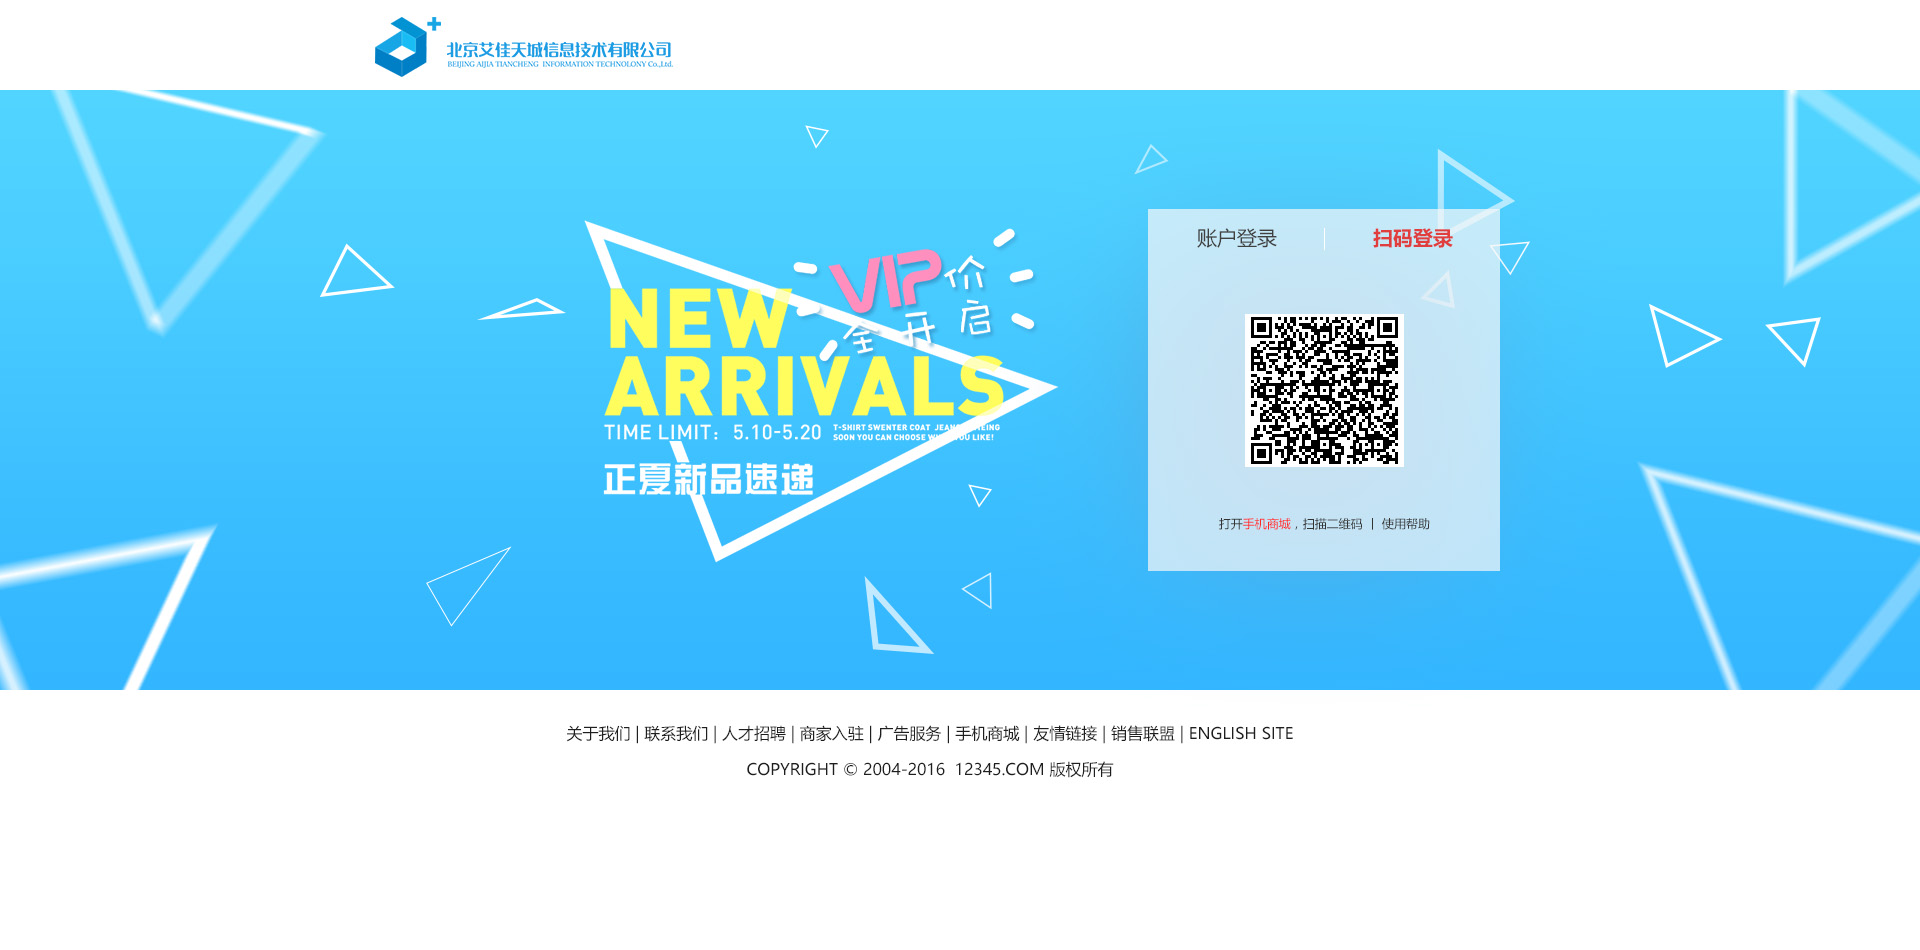 北京艾佳天城信息技术有限公司
BEIJING AIJIA TIANCHENG INFORMATION TECHNOLONY Co.,Ltd.
账户登录 扫码登录
VIP价
全开启
NEW
ARRIVALS
TIME LIMIT: 5.10-5.20
T-SHIRT SWENTER COAT
SOON YOU CAN CHOOSE YOU LIKE!
正夏新品速递
打开手机商城，扫描二维码 | 使用帮助
关于我们 | 联系我们 | 人才招聘 | 商家入驻 | 广告服务 | 手机商城 | 友情链接 | 销售联盟 | ENGLISH SITE
COPYRIGHT © 2004-2016 12345.COM 版权所有